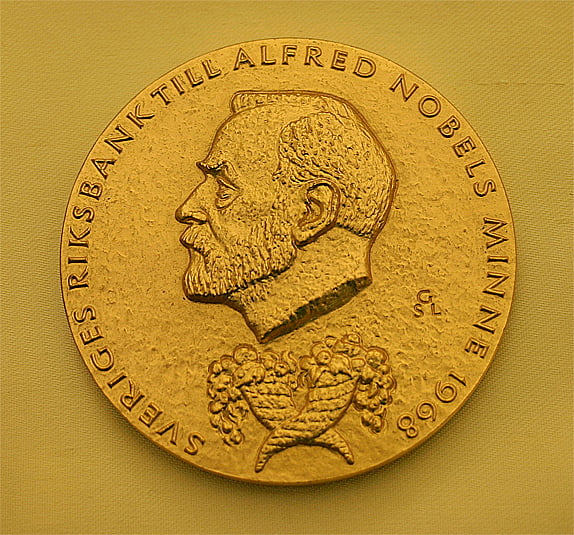 SVERIGES RIKSBANK TILL ALFRED NOBELS MINNE 1968
G
SL